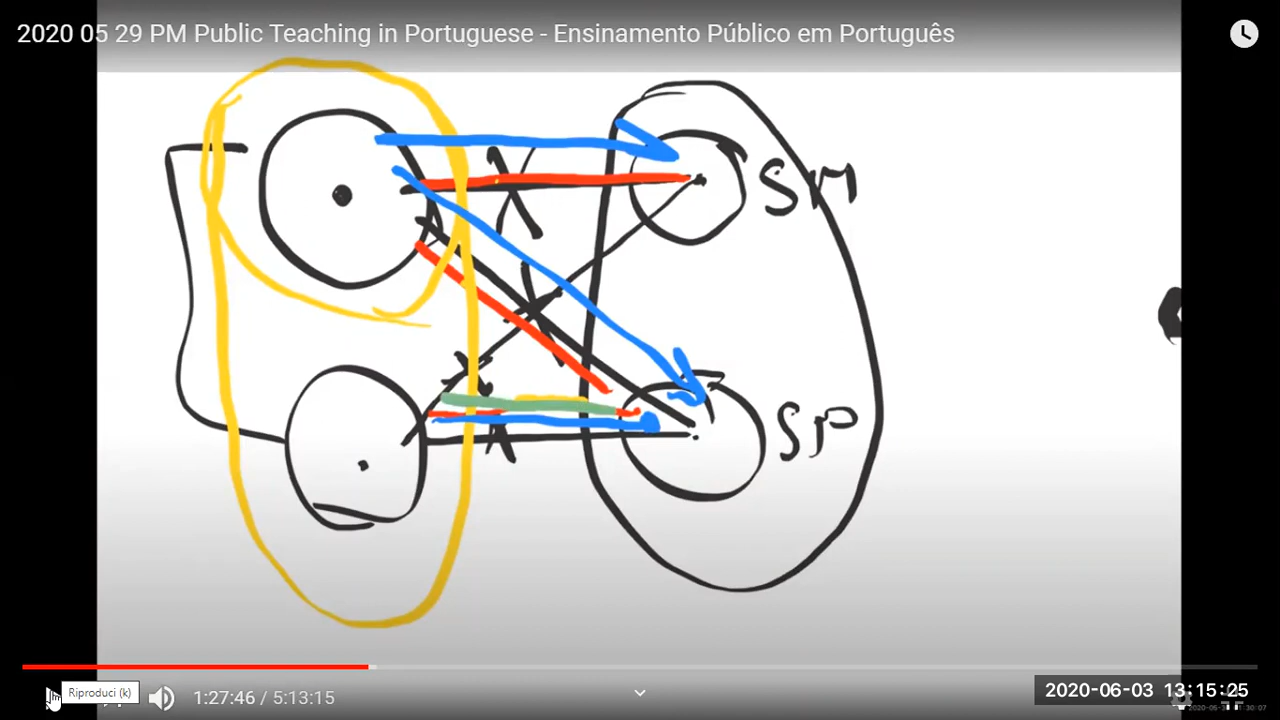 2020 05 29 PM Public Teaching in Portuguese - Ensinamento Público em Português
SM
SP
Riproduci (k)
1:27:46 / 5:13:15
2020-06-03 13:15:25